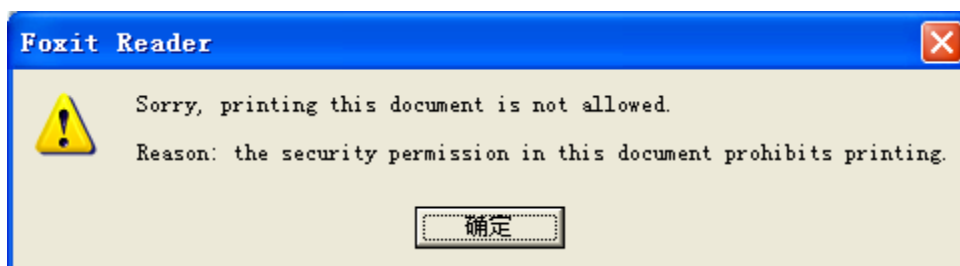 Foxit Reader
Sorry, printing this document is not allowed.
Reason: the security permission in this document prohibits printing.
确定